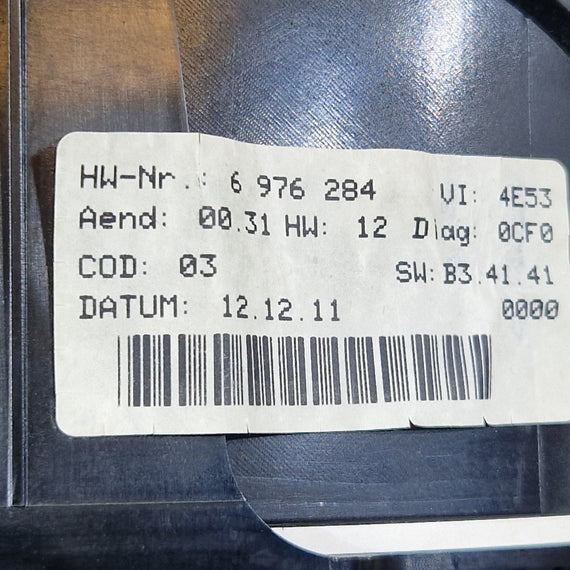 HW-Nr.: 6 976 284 VI: 4E53
Aend: 00.31 HW: 12 Diag: 0CF0
COD: 03 SW: B3.41.41
DATUM: 12.12.11 0000